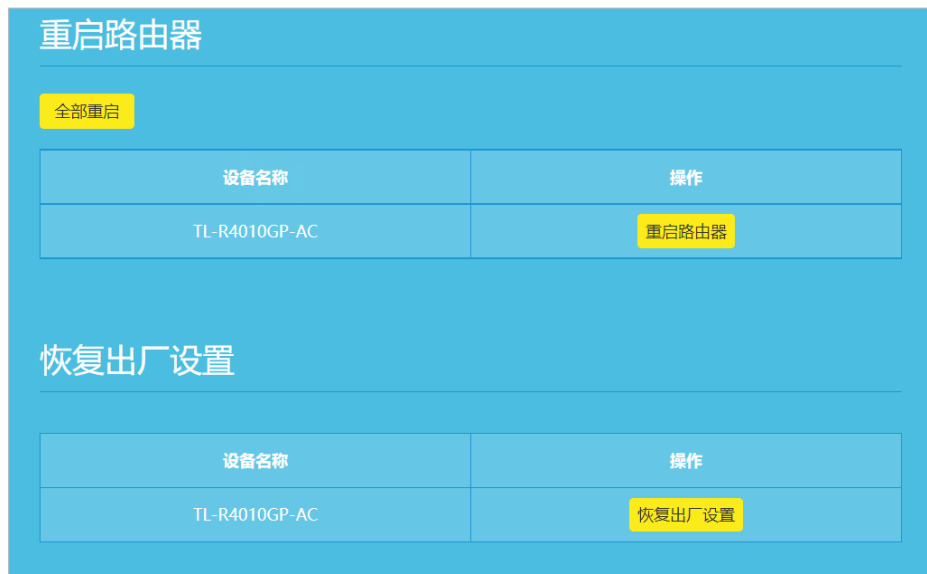 重启路由器
全部重启
设备名称 操作
TL-R4010GP-AC 重启路由器
恢复出厂设置
设备名称 操作
TL-R4010GP-AC 恢复出厂设置